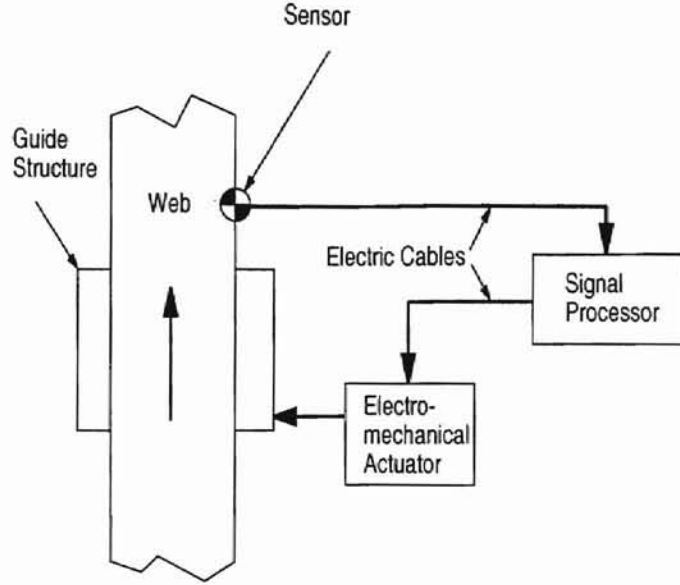 Sensor
Guide
Structure
Web
Electric Cables
Signal
Processor
Electro-
mechanical
Actuator